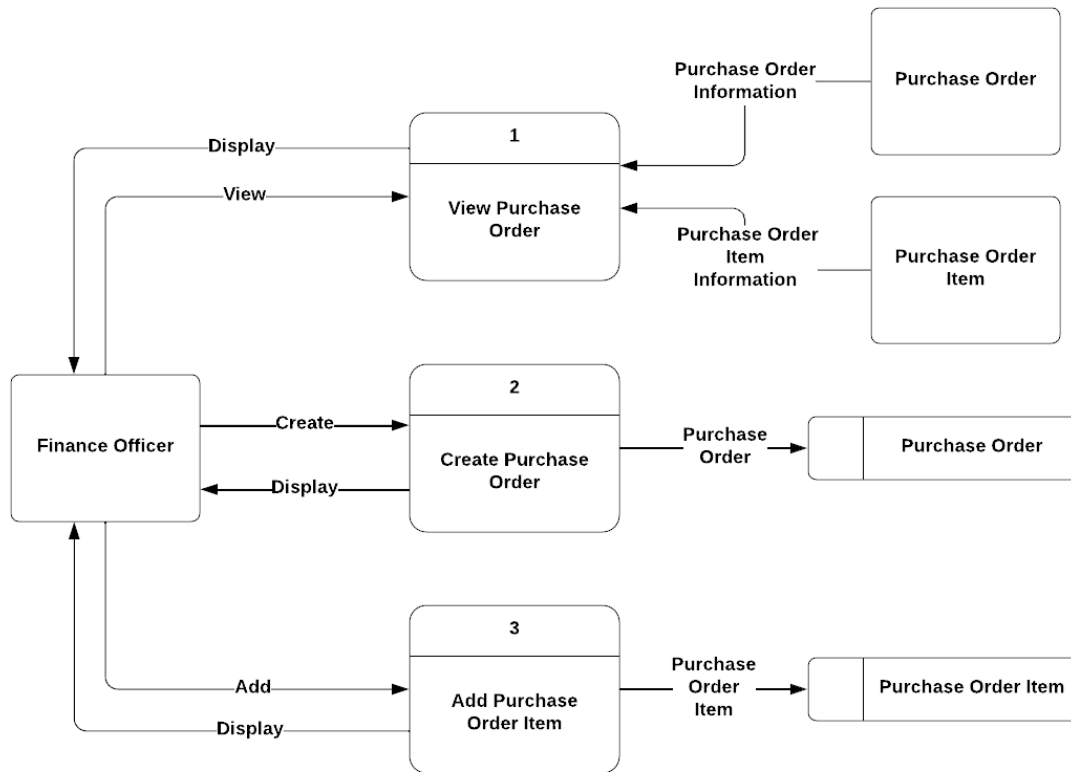 Purchase Order
Information
Purchase Order
1
Display
View
View Purchase
Order
Purchase Order
Item
Information
Purchase Order
Item
2
Finance Officer
Create
Create Purchase
Order
Display
Purchase
Order
Purchase Order
3
Add
Add Purchase
Order Item
Display
Purchase
Order
Item
Purchase Order Item